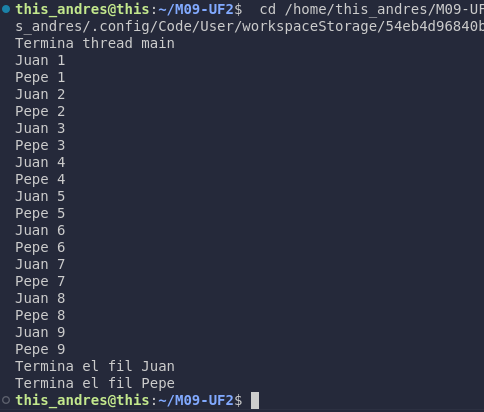 this_andres@this:~/M09-UF2$  cd /home/this_andres/M09-UF
s_andres/.config/Code/User/workspaceStorage/54eb4d96840b
Termina thread main
Juan 1
Pepe 1
Juan 2
Pepe 2
Juan 3
Pepe 3
Juan 4
Pepe 4
Juan 5
Pepe 5
Juan 6
Pepe 6
Juan 7
Pepe 7
Juan 8
Pepe 8
Juan 9
Pepe 9
Termina el fil Juan
Termina el fil Pepe
this_andres@this:~/M09-UF2$